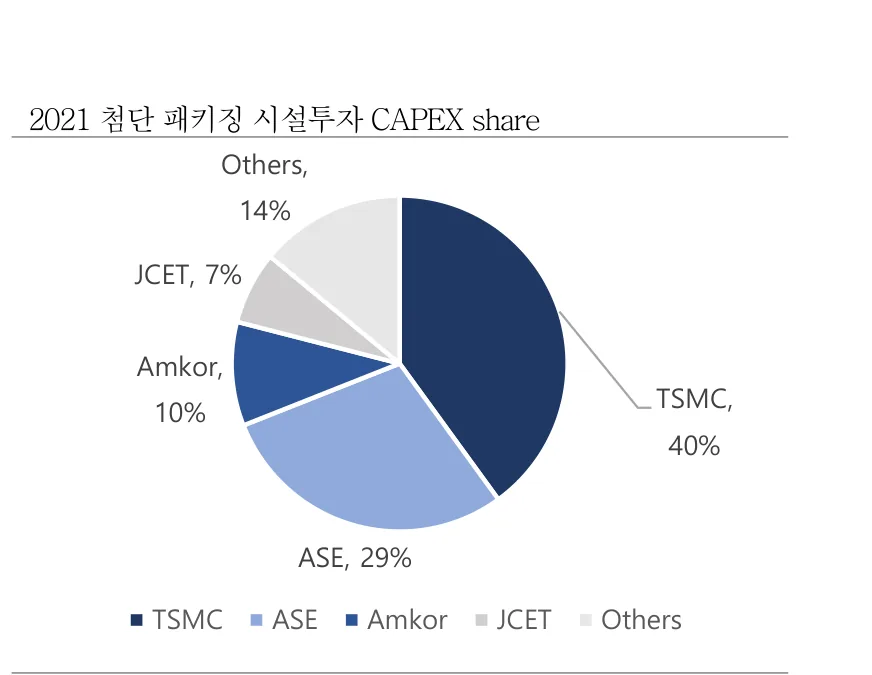 2021 첨단 패키징 시설투자 CAPEX share
Others,
14%
JCET, 7%
Amkor,
10%
TSMC,
40%
ASE, 29%
TSMC ASE Amkor JCET Others